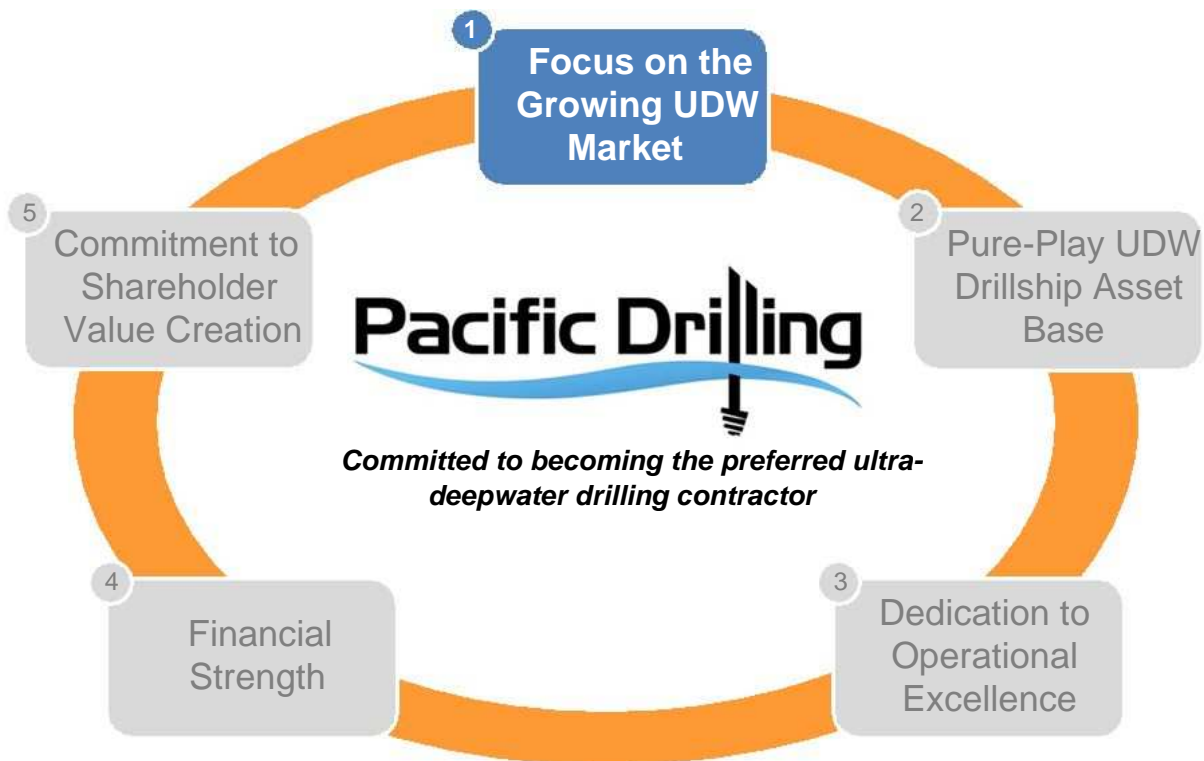 1
Focus on the
Growing UDW
Market
2
Pure-Play UDW
Drillship Asset
Base
3
Dedication to
Operational
Excellence
4
Financial
Strength
5
Commitment to
Shareholder
Value Creation
Pacific Drilling
Committed to becoming the preferred ultra-
deepwater drilling contractor